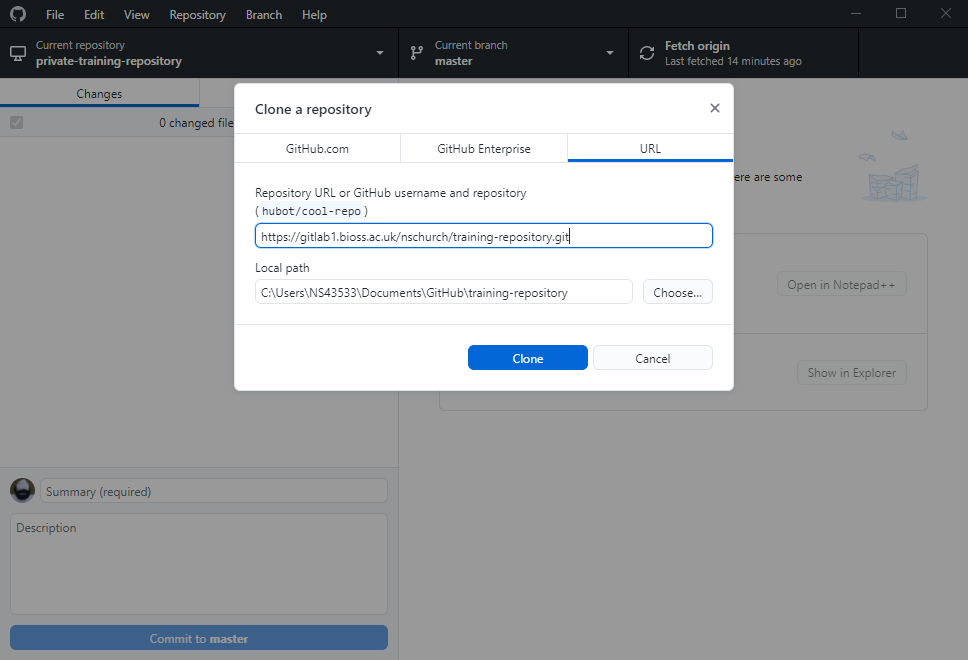 File Edit View Repository Branch Help
Current repository
private-training-repository
Current branch
master
Fetch origin
Last fetched 14 minutes ago
Changes
0 changed file
Clone a repository
GitHub.com GitHub Enterprise URL
Repository URL or GitHub username and repository
( hubot/cool-repo )
https://gitlab1.bioss.ac.uk/nschurch/training-repository.git
Local path
C:\Users\NS43533\Documents\GitHub\training-repository Choose...
Clone Cancel
ere are some
Open in Notepad++
Show in Explorer
Summary (required)
Description
Commit to master